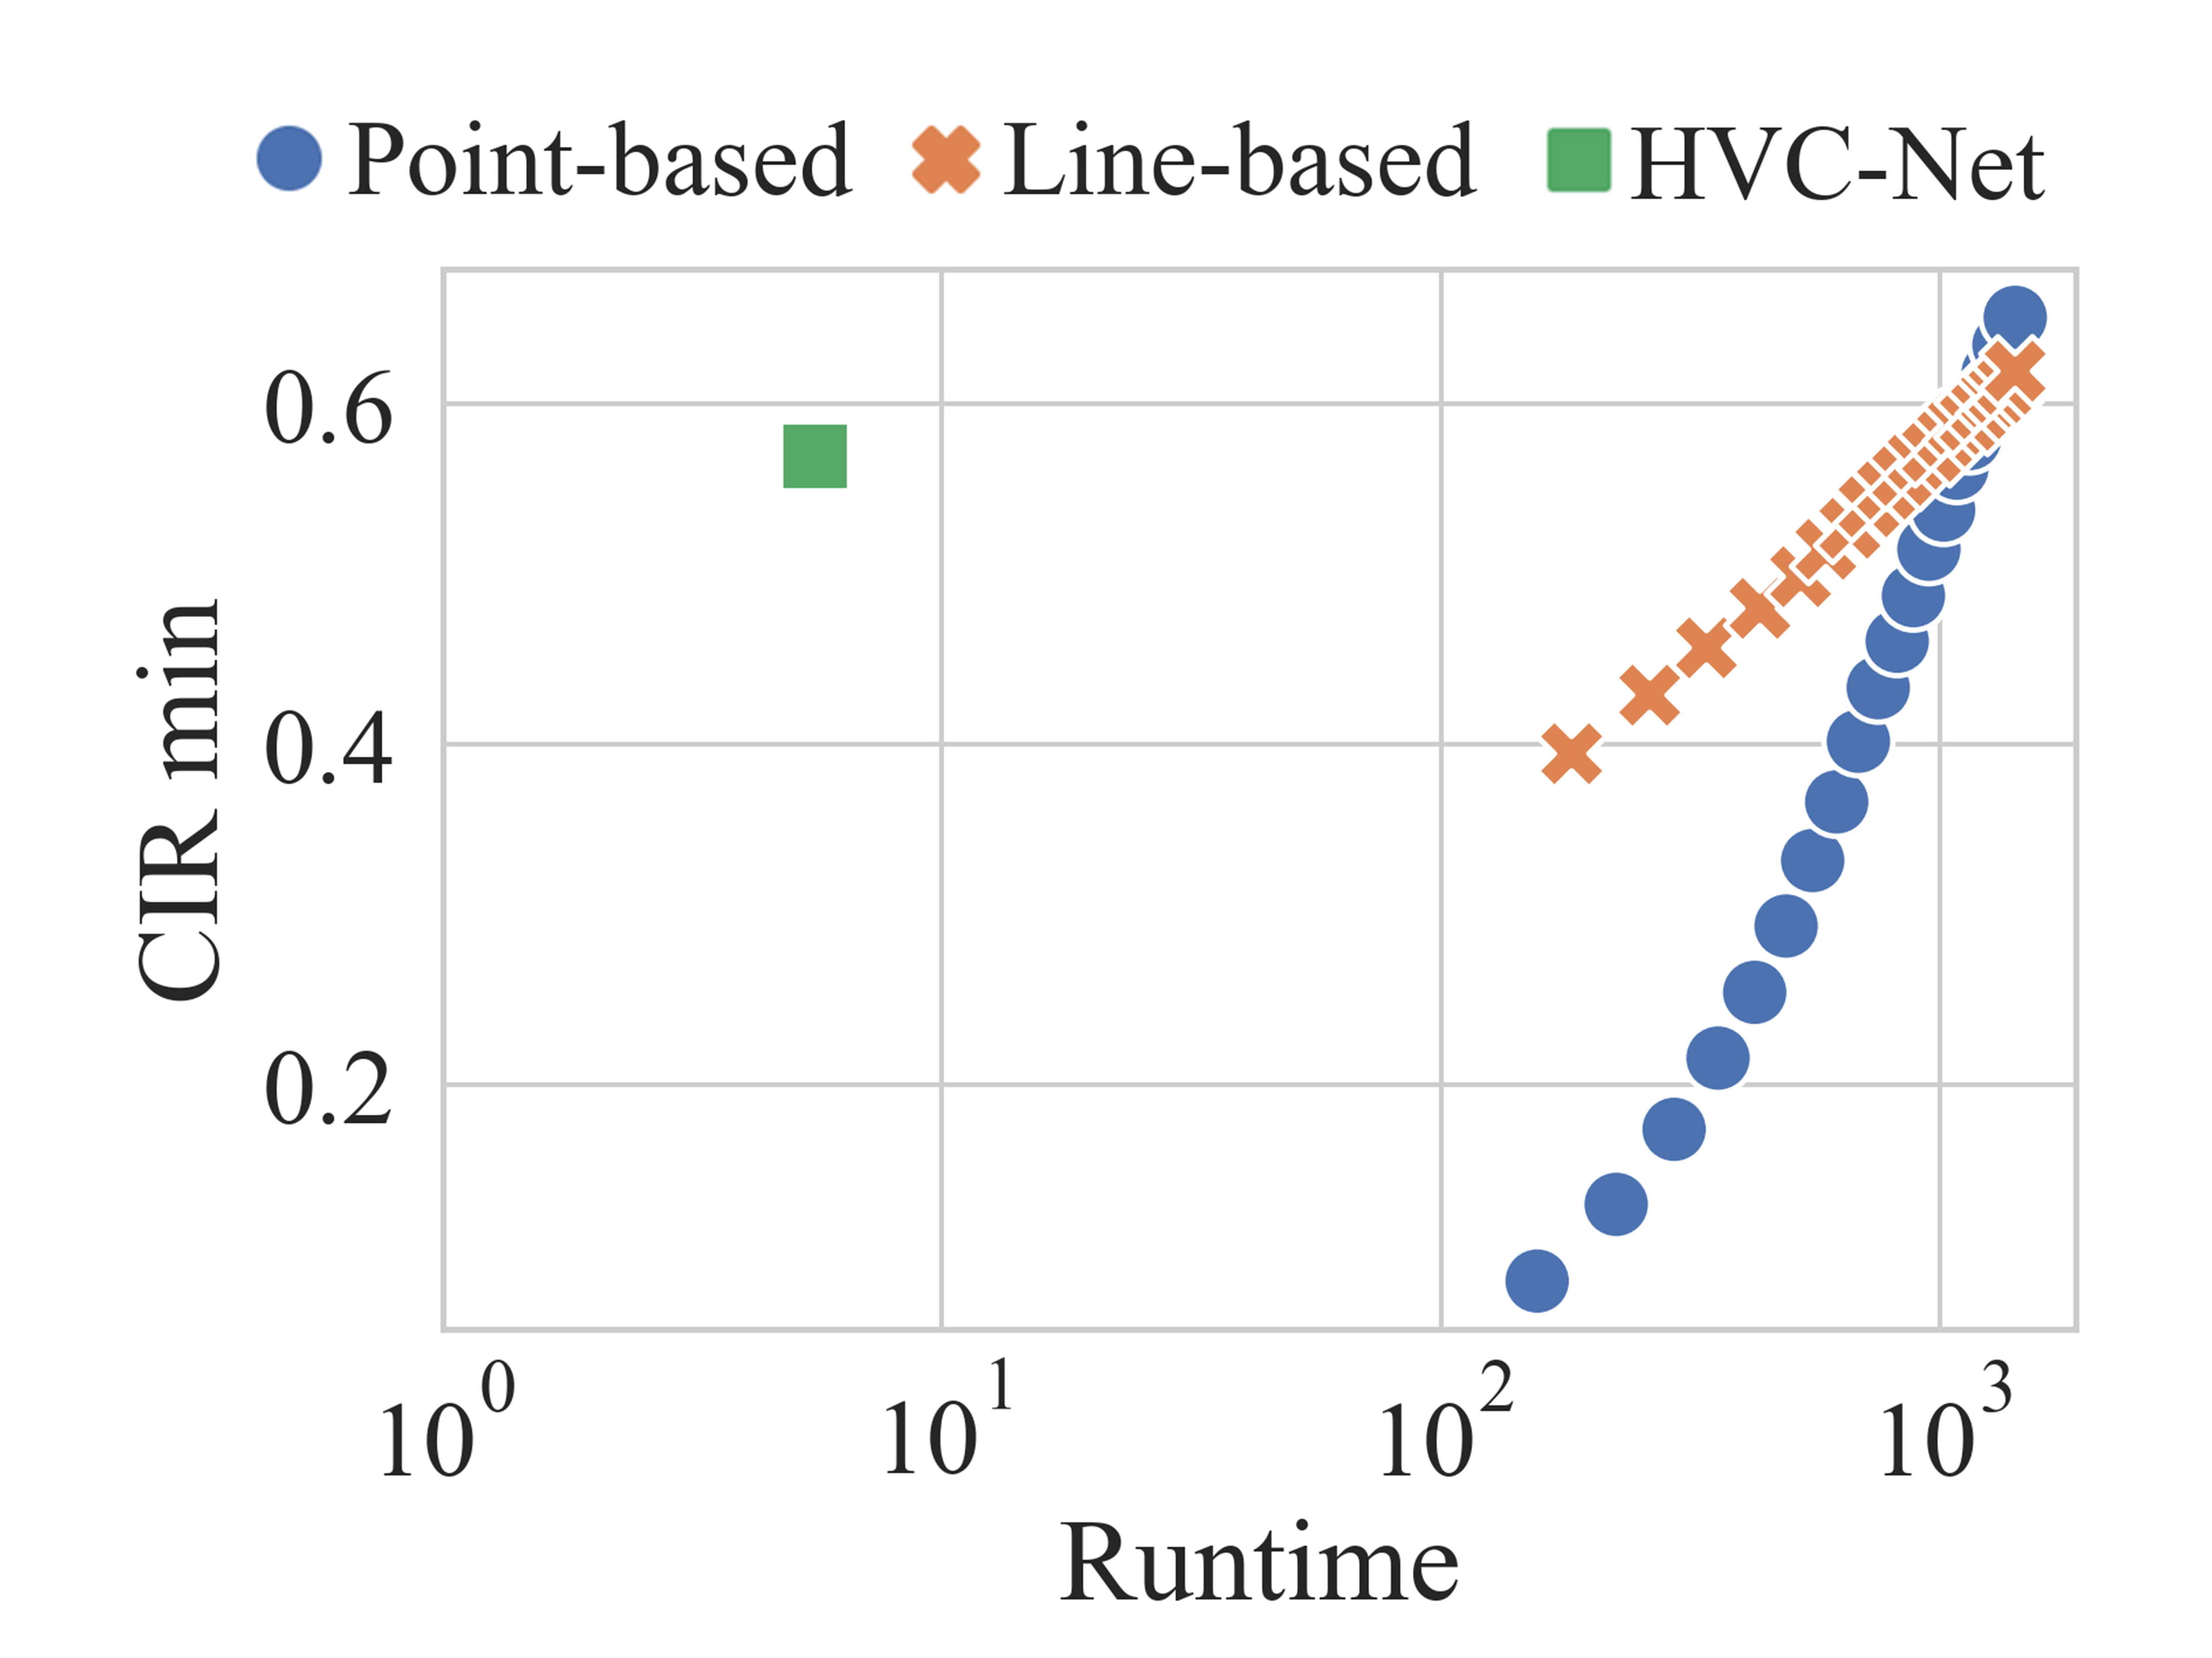 Point-based Line-based HVC-Net
CIR min
0.6
0.4
0.2
10^0 10^1 10^2 10^3
Runtime